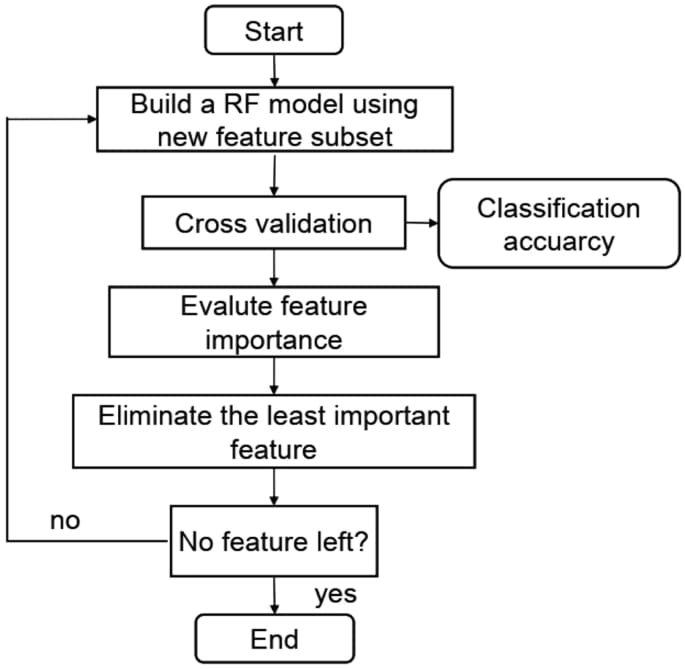 Start
Build a RF model using
new feature subset
Cross validation
Classification
accuarcy
Evalute feature
importance
Eliminate the least important
feature
no
No feature left?
yes
End